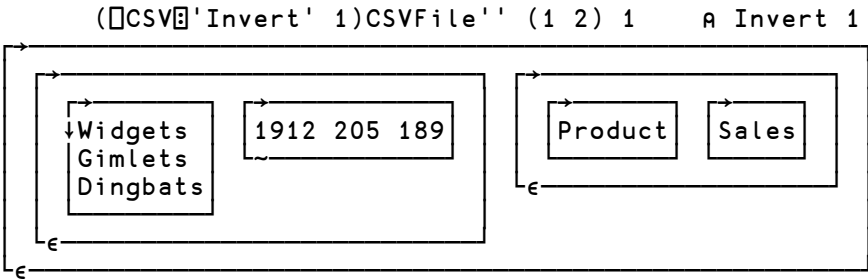 (⎕CSV⍠'Invert' 1)CSVFile'' (1 2) 1 ⍝ Invert 1
┌→──────────────────────────────────────────────────┐
│ ┌→──────────────────────────┐ ┌→──────────────────┐ │
│ │ ┌→───────┐ ┌→───────────┐ │ │ ┌→──────┐ ┌→────┐ │ │
│ │ ↓Widgets │ │1912 205 189│ │ │ │Product│ │Sales│ │ │
│ │ │Gimlets │ └~───────────┘ │ │ └───────┘ └─────┘ │ │
│ │ │Dingbats│ │ └∊──────────────────┘ │
│ │ └────────┘ │ │
│ └∊──────────────────────────┘ │
└∊──────────────────────────────────────────────────┘